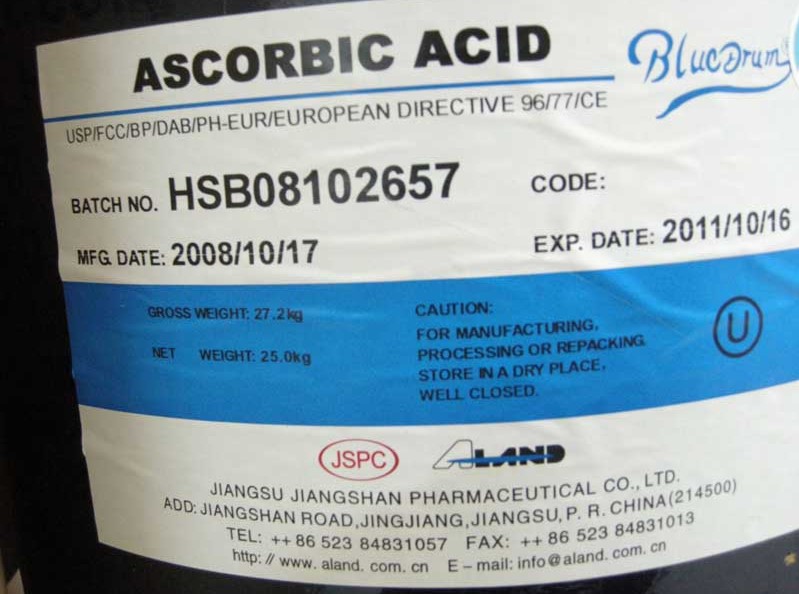 ASCORBIC ACID
BlueDrum
USP/FCC/BP/DAB/PH-EUR/EUROPEAN DIRECTIVE 96/77/CE
BATCH NO. HSB08102657 CODE:
MFG. DATE: 2008/10/17 EXP. DATE: 2011/10/16
GROSS WEIGHT: 27.2kg
NET WEIGHT: 25.0kg
CAUTION:
FOR MANUFACTURING,
PROCESSING OR REPACKING.
STORE IN A DRY PLACE,
WELL CLOSED.
U
JSPC ALAND
JIANGSU JIANGSHAN PHARMACEUTICAL CO., LTD.
ADD: JIANGSHAN ROAD, JINGJIANG, JIANGSU, P. R. CHINA (214500)
TEL: ++ 86 523 84831057 FAX: ++ 86 523 84831013
http: // www. aland. com. cn E-mail: info@aland. com. cn